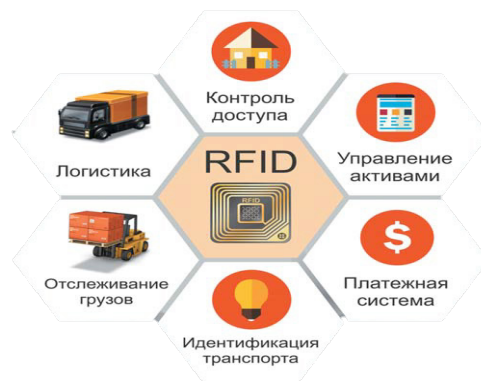 Контроль
доступа
Логистика
RFID
RFID
Управление
активами
Отслеживание
грузов
$
Платежная
система
Идентификация
транспорта